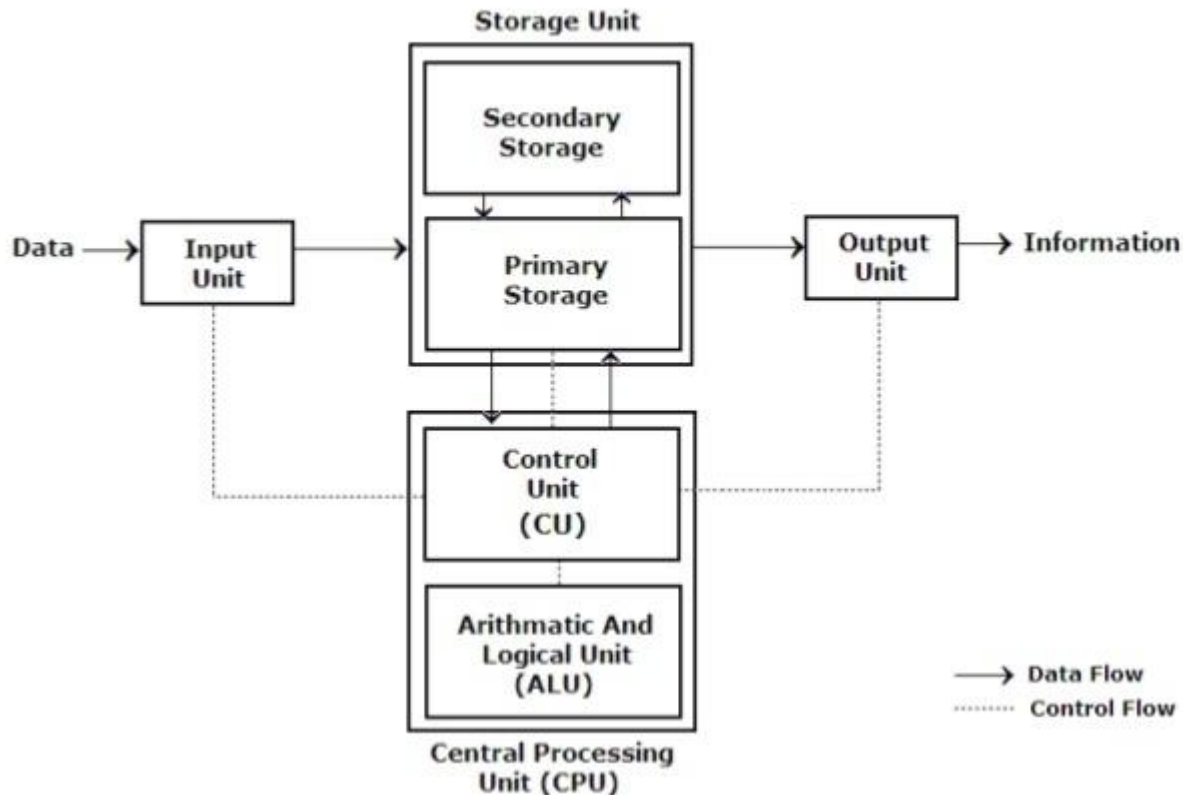 Storage Unit
Secondary
Storage
Data
Input
Unit
Primary
Storage
Output
Unit
Information
Control
Unit
(CU)
Arithmatic And
Logical Unit
(ALU)
Data Flow
Control Flow
Central Processing
Unit (CPU)